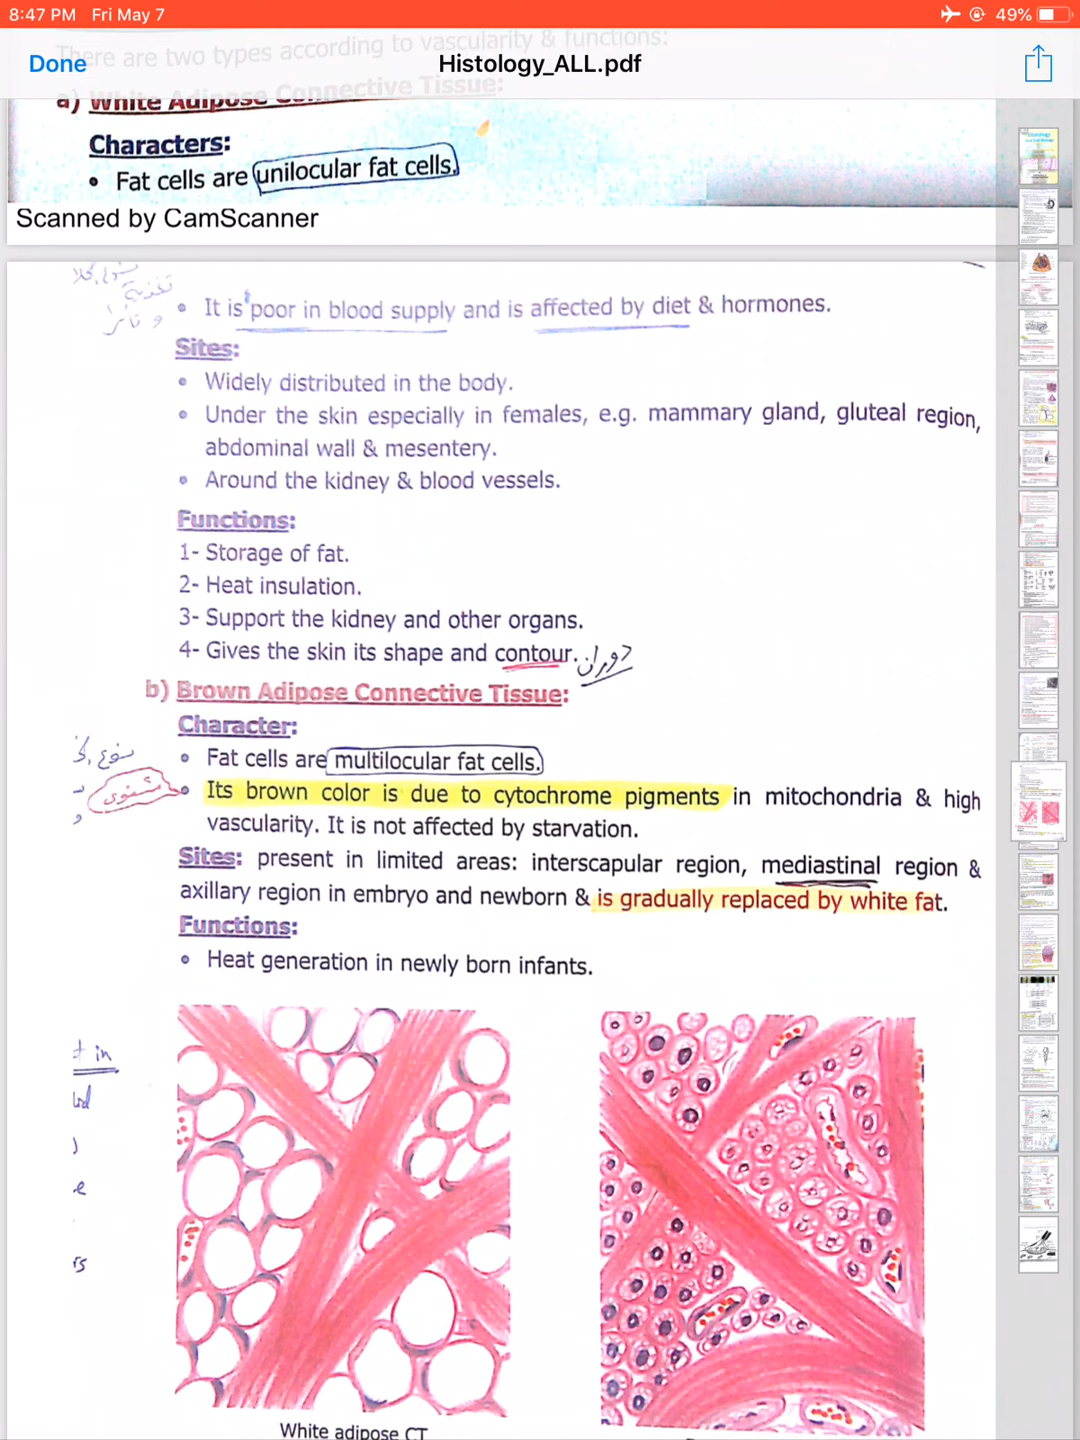 8:47 PM Fri May 7
49%
There are two types according to vascularity & functions:
Done
Histology_ALL.pdf
a) White Adipose Connective Tissue:
Characters:
• Fat cells are unilocular fat cells.
Scanned by CamScanner
تغذية
• It is poor in blood supply and is affected by diet & hormones.
Sites:
• Widely distributed in the body.
• Under the skin especially in females, e.g. mammary gland, gluteal region,
abdominal wall & mesentery.
• Around the kidney & blood vessels.
Functions:
1- Storage of fat.
2- Heat insulation.
3- Support the kidney and other organs.
4- Gives the skin its shape and contour. دوران
b) Brown Adipose Connective Tissue:
Character:
• Fat cells are multilocular fat cells.
• Its brown color is due to cytochrome pigments in mitochondria & high
vascularity. It is not affected by starvation.
Sites: present in limited areas: interscapular region, mediastinal region &
axillary region in embryo and newborn & is gradually replaced by white fat.
Functions:
• Heat generation in newly born infants.
t in
e
rs
White adipose CT